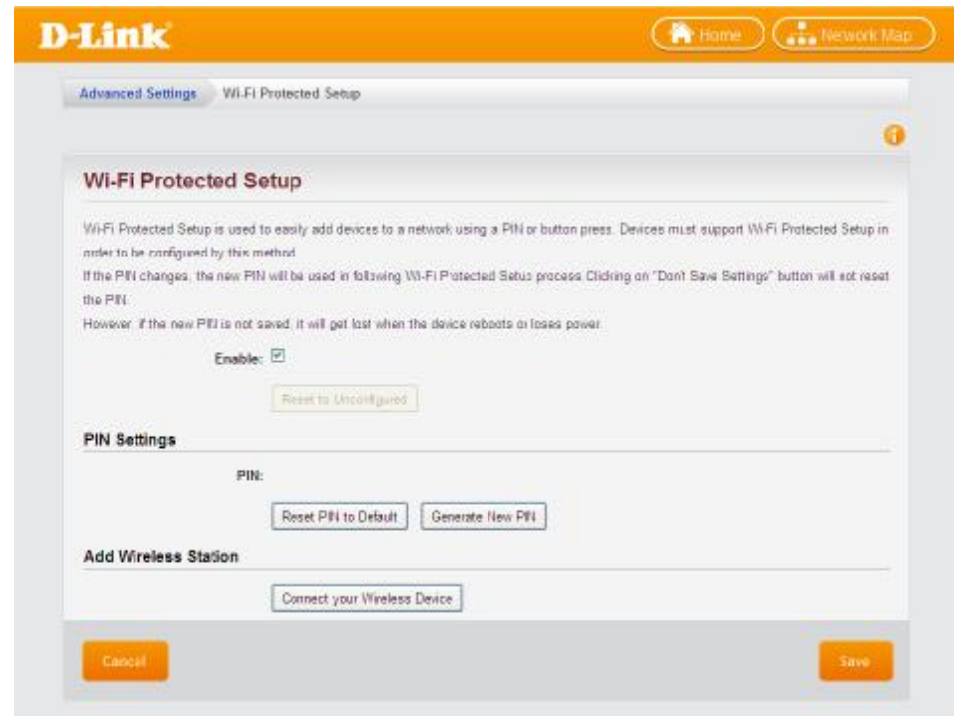 D-Link
Home
Network Map
Advanced Settings
Wi-Fi Protected Setup
Wi-Fi Protected Setup
Wi-Fi Protected Setup is used to easily add devices to a network using a PIN or button press. Devices must support Wi-Fi Protected Setup in
order to be configured by this method.
If the PIN changes, the new PIN will be used in following Wi-Fi Protected Setup process.Clicking on "Don't Save Settings" button will not reset
the PIN.
However, if the new PIN is not saved, it will get lost when the device reboots or loses power.
Enable:
Reset to Unconfigured
PIN Settings
PIN:
Reset PIN to Default
Generate New PIN
Add Wireless Station
Connect your Wireless Device
Cancel
Save